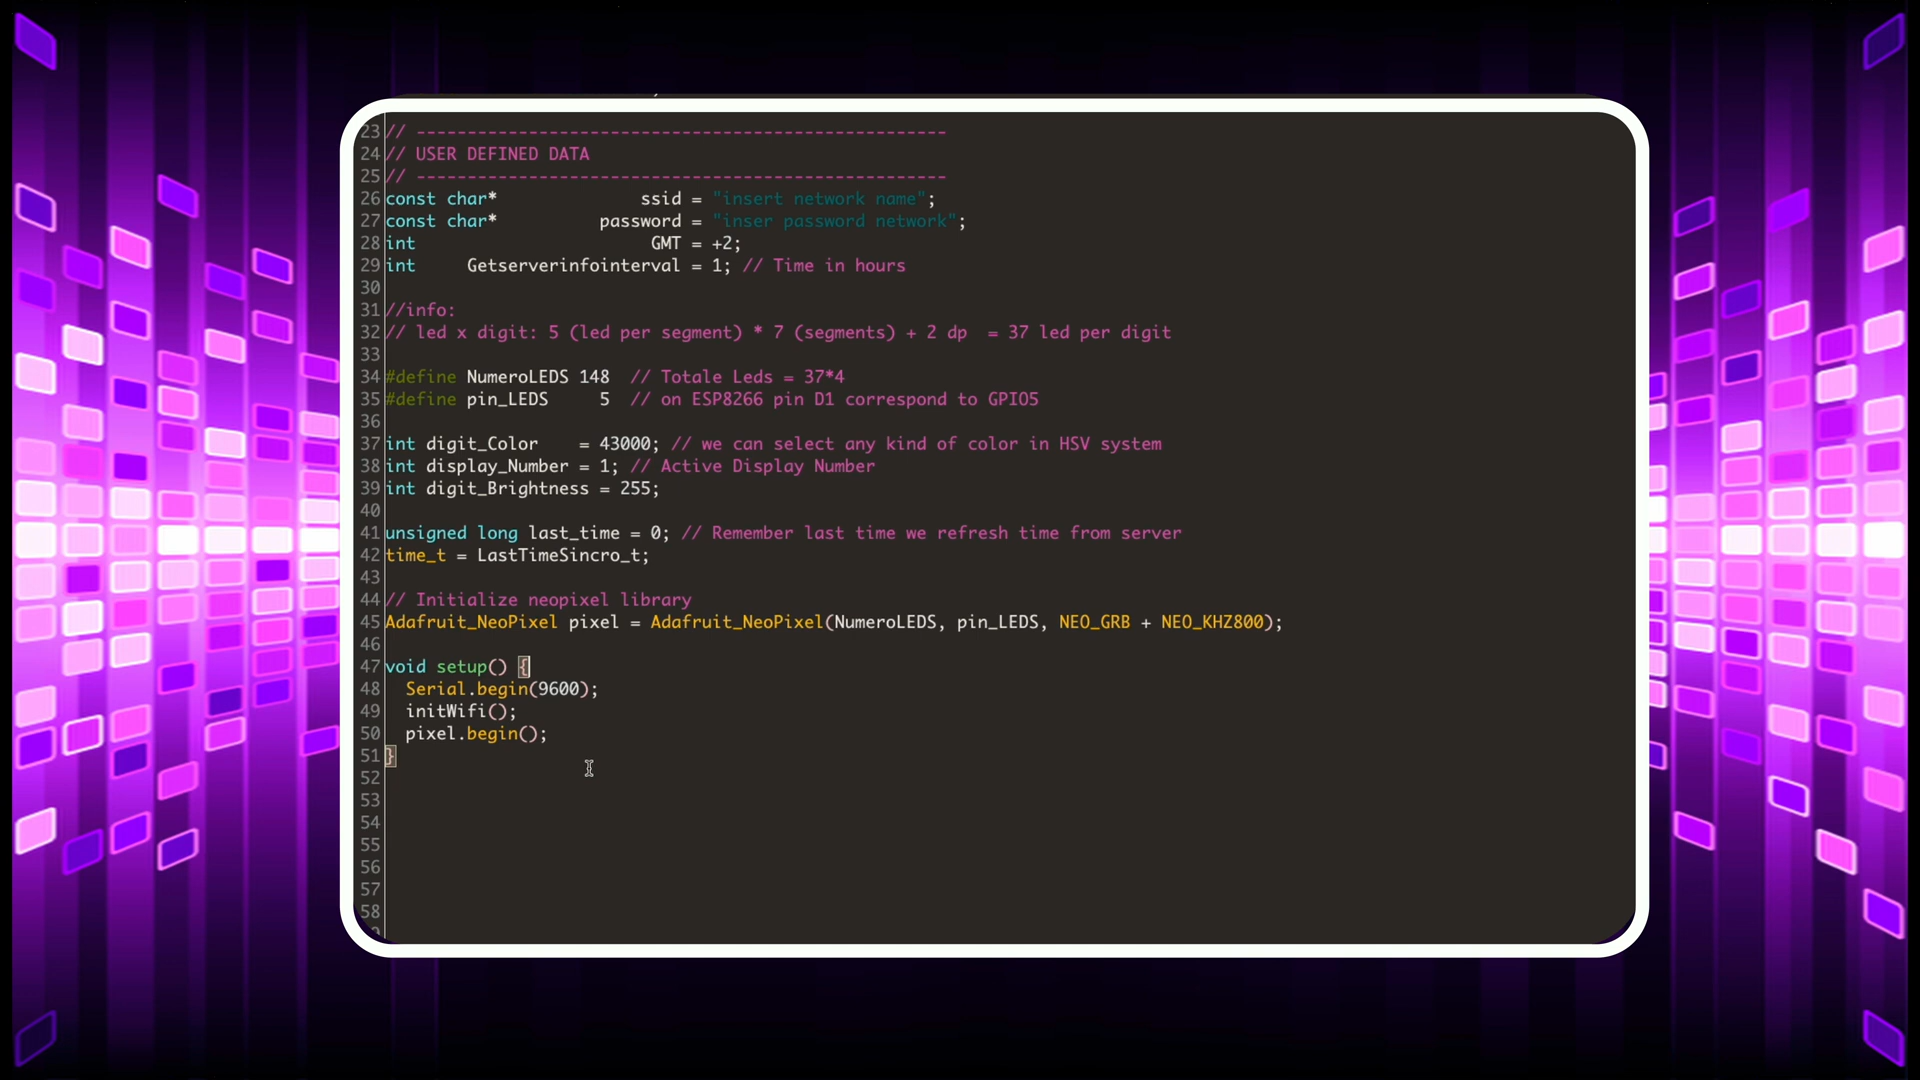 23 // ----------------------------------------------------
24 // USER DEFINED DATA
25 // ----------------------------------------------------
26 const char*              ssid = "insert network name";
27 const char*          password = "inser password network";
28 int                       GMT = +2;
29 int     Getserverinfointerval = 1; // Time in hours
30
31 //info:
32 // led x digit: 5 (led per segment) * 7 (segments) + 2 dp  = 37 led per digit
33
34 #define NumeroLEDS 148  // Totale Leds = 37*4
35 #define pin_LEDS     5  // on ESP8266 pin D1 correspond to GPIO5
36
37 int digit_Color    = 43000; // we can select any kind of color in HSV system
38 int display_Number = 1; // Active Display Number
39 int digit_Brightness = 255;
40
41 unsigned long last_time = 0; // Remember last time we refresh time from server
42 time_t = LastTimeSincro_t;
43
44 // Initialize neopixel library
45 Adafruit_NeoPixel pixel = Adafruit_NeoPixel(NumeroLEDS, pin_LEDS, NEO_GRB + NEO_KHZ800);
46
47 void setup() {
48   Serial.begin(9600);
49   initWifi();
50   pixel.begin();
51 }
52
53
54
55
56
57
58